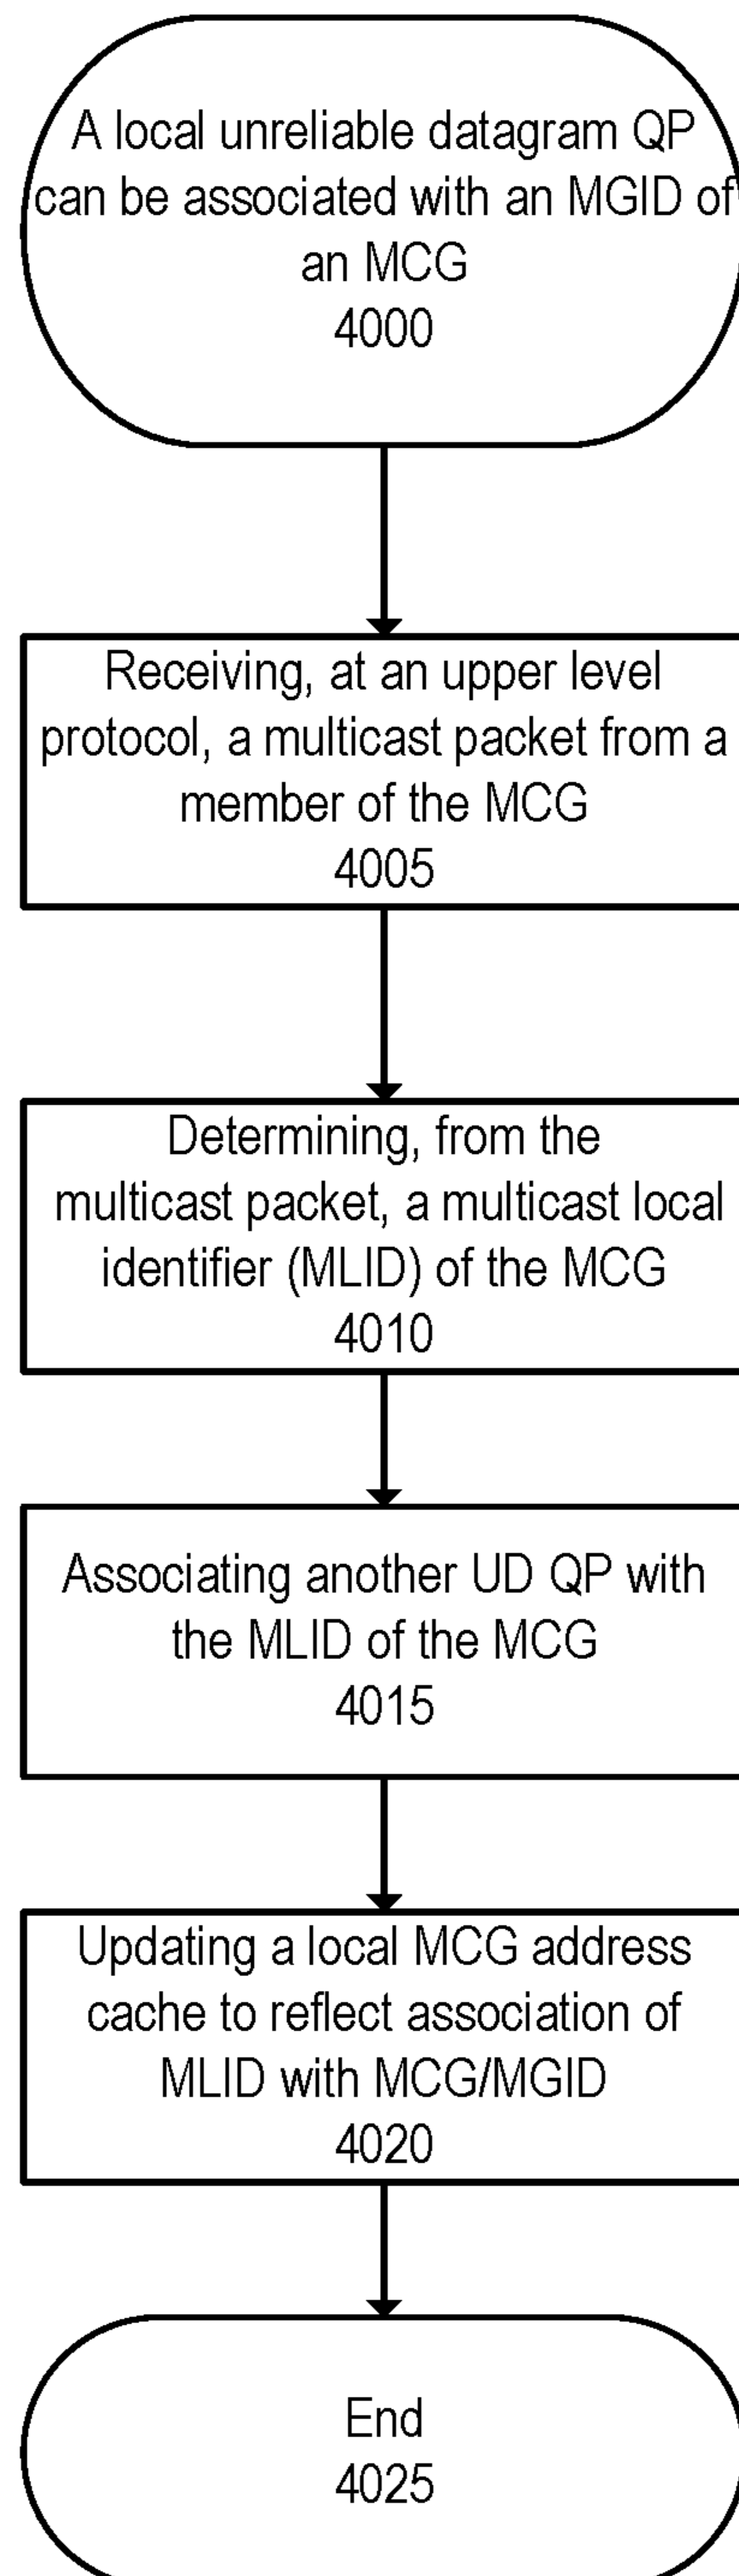 A local unreliable datagram QP
can be associated with an MGID of
an MCG
4000
Receiving, at an upper level
protocol, a multicast packet from a
member of the MCG
4005
Determining, from the
multicast packet, a multicast local
identifier (MLID) of the MCG
4010
Associating another UD QP with
the MLID of the MCG
4015
Updating a local MCG address
cache to reflect association of
MLID with MCG/MGID
4020
End
4025